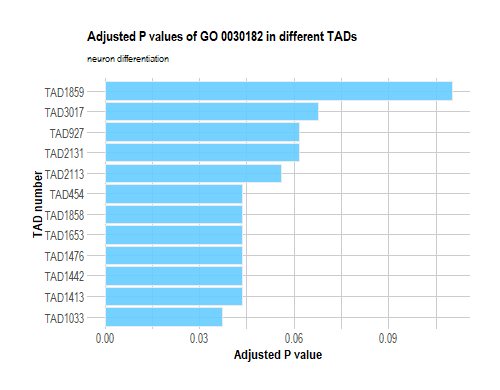 Adjusted P values of GO 0030182 in different TADs
neuron differentiation
TAD number
TAD1859
TAD3017
TAD927
TAD2131
TAD2113
TAD454
TAD1858
TAD1653
TAD1476
TAD1442
TAD1413
TAD1033
0.00 0.03 0.06 0.09
Adjusted P value